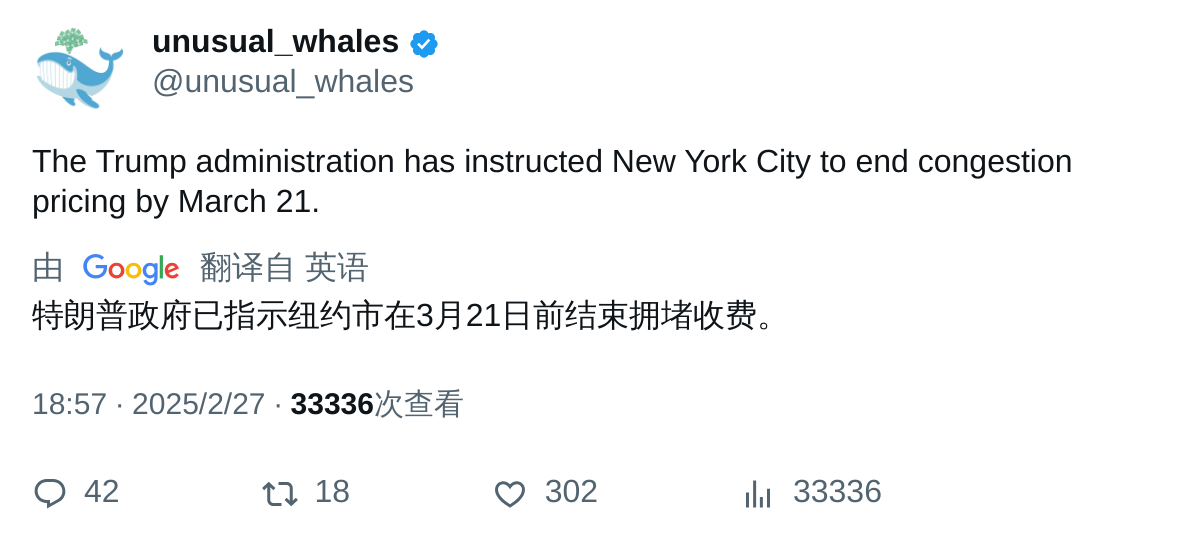 unusual_whales
@unusual_whales
The Trump administration has instructed New York City to end congestion
pricing by March 21.
由 Google 翻译自 英语
特朗普政府已指示纽约市在3月21日前结束拥堵收费。
18:57 · 2025/2/27 · 33336次查看
42 18 302 33336